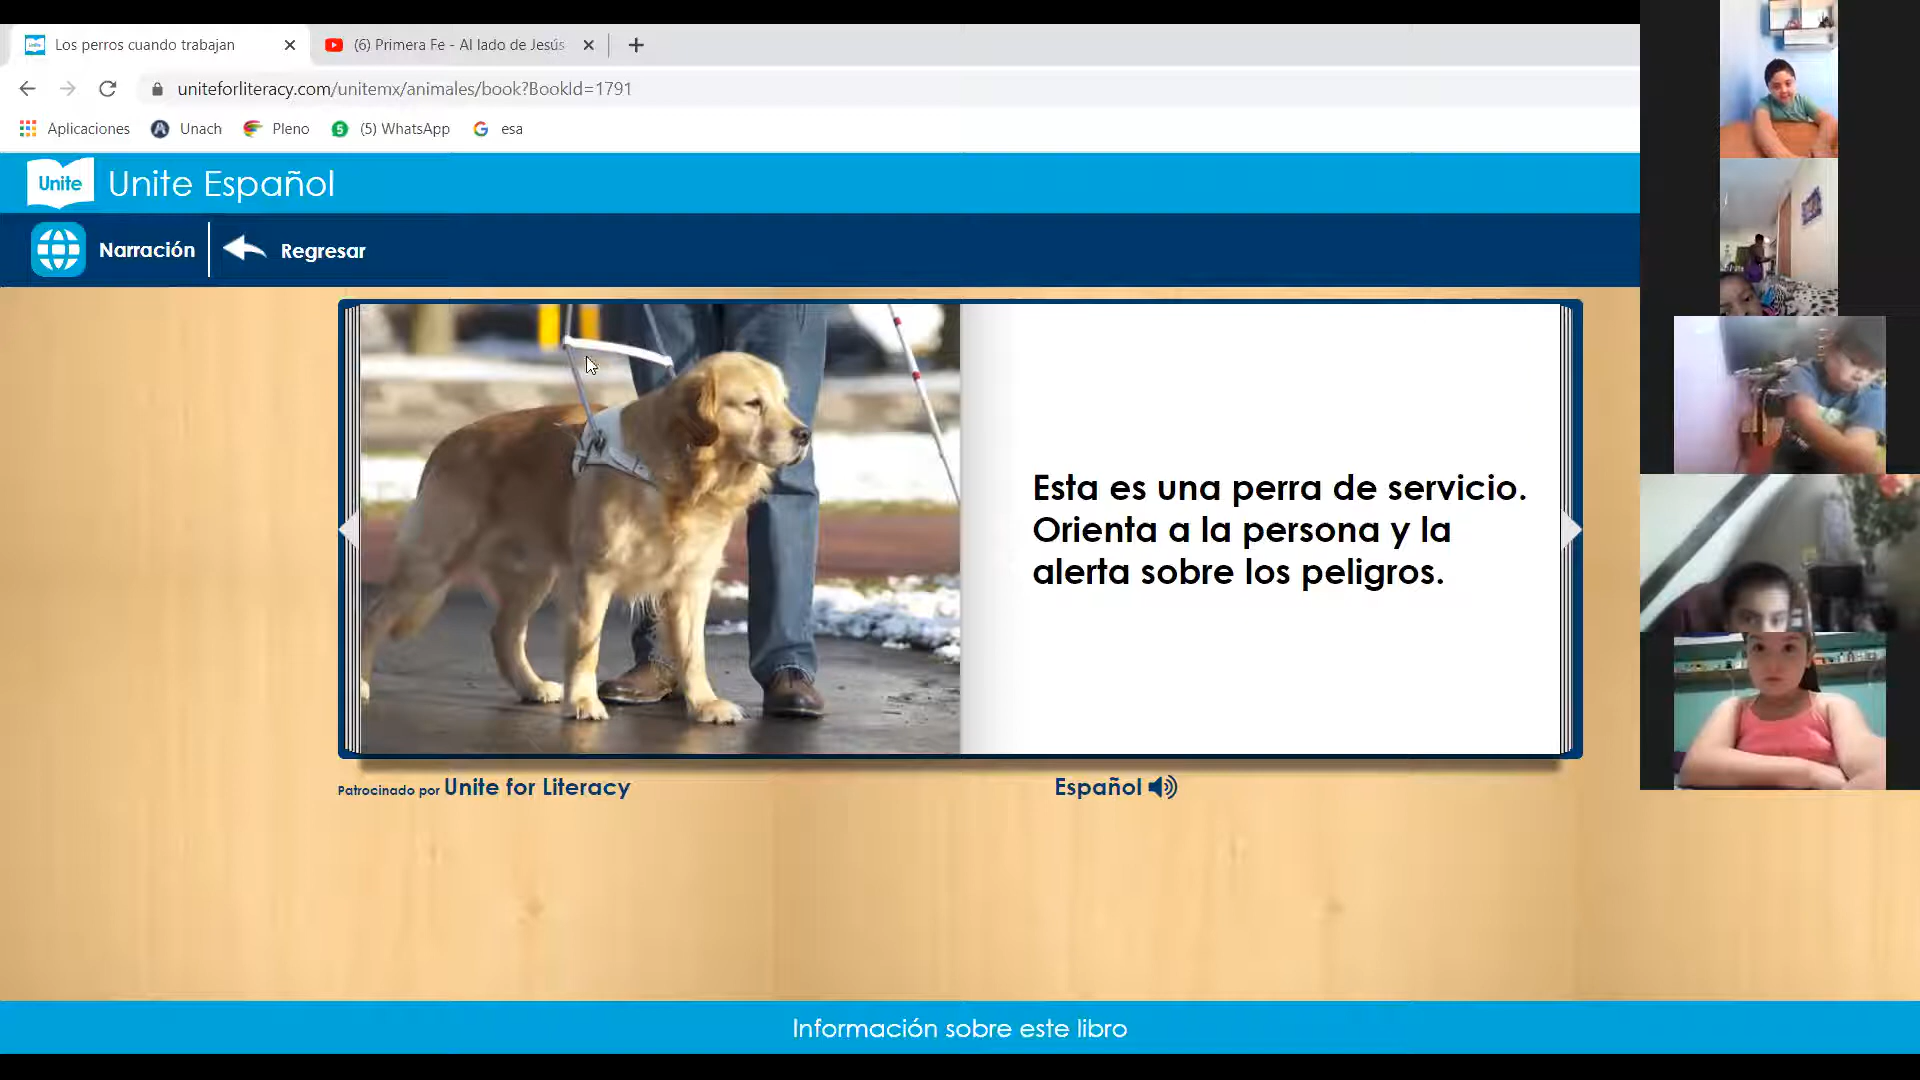 Los perros cuando trabajan
(6) Primera Fe - Al lado de Jesús
uniteforliteracy.com/unitemx/animales/book?BookId=1791
Aplicaciones Unach Pleno (5) WhatsApp esa
Unite Unite Español
Narración Regresar
Esta es una perra de servicio.
Orienta a la persona y la
alerta sobre los peligros.
Patrocinado por Unite for Literacy Español
Información sobre este libro